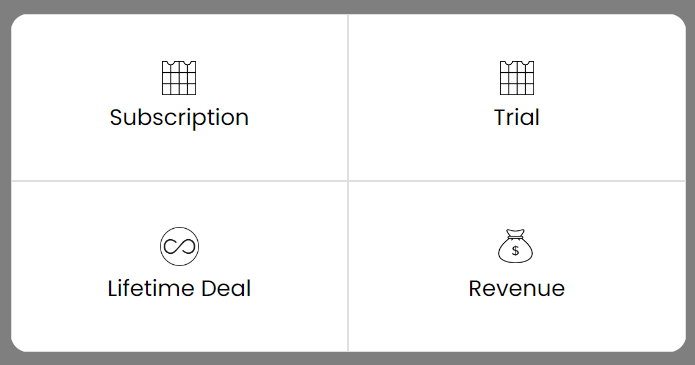 Subscription
Trial
Lifetime Deal
$
Revenue